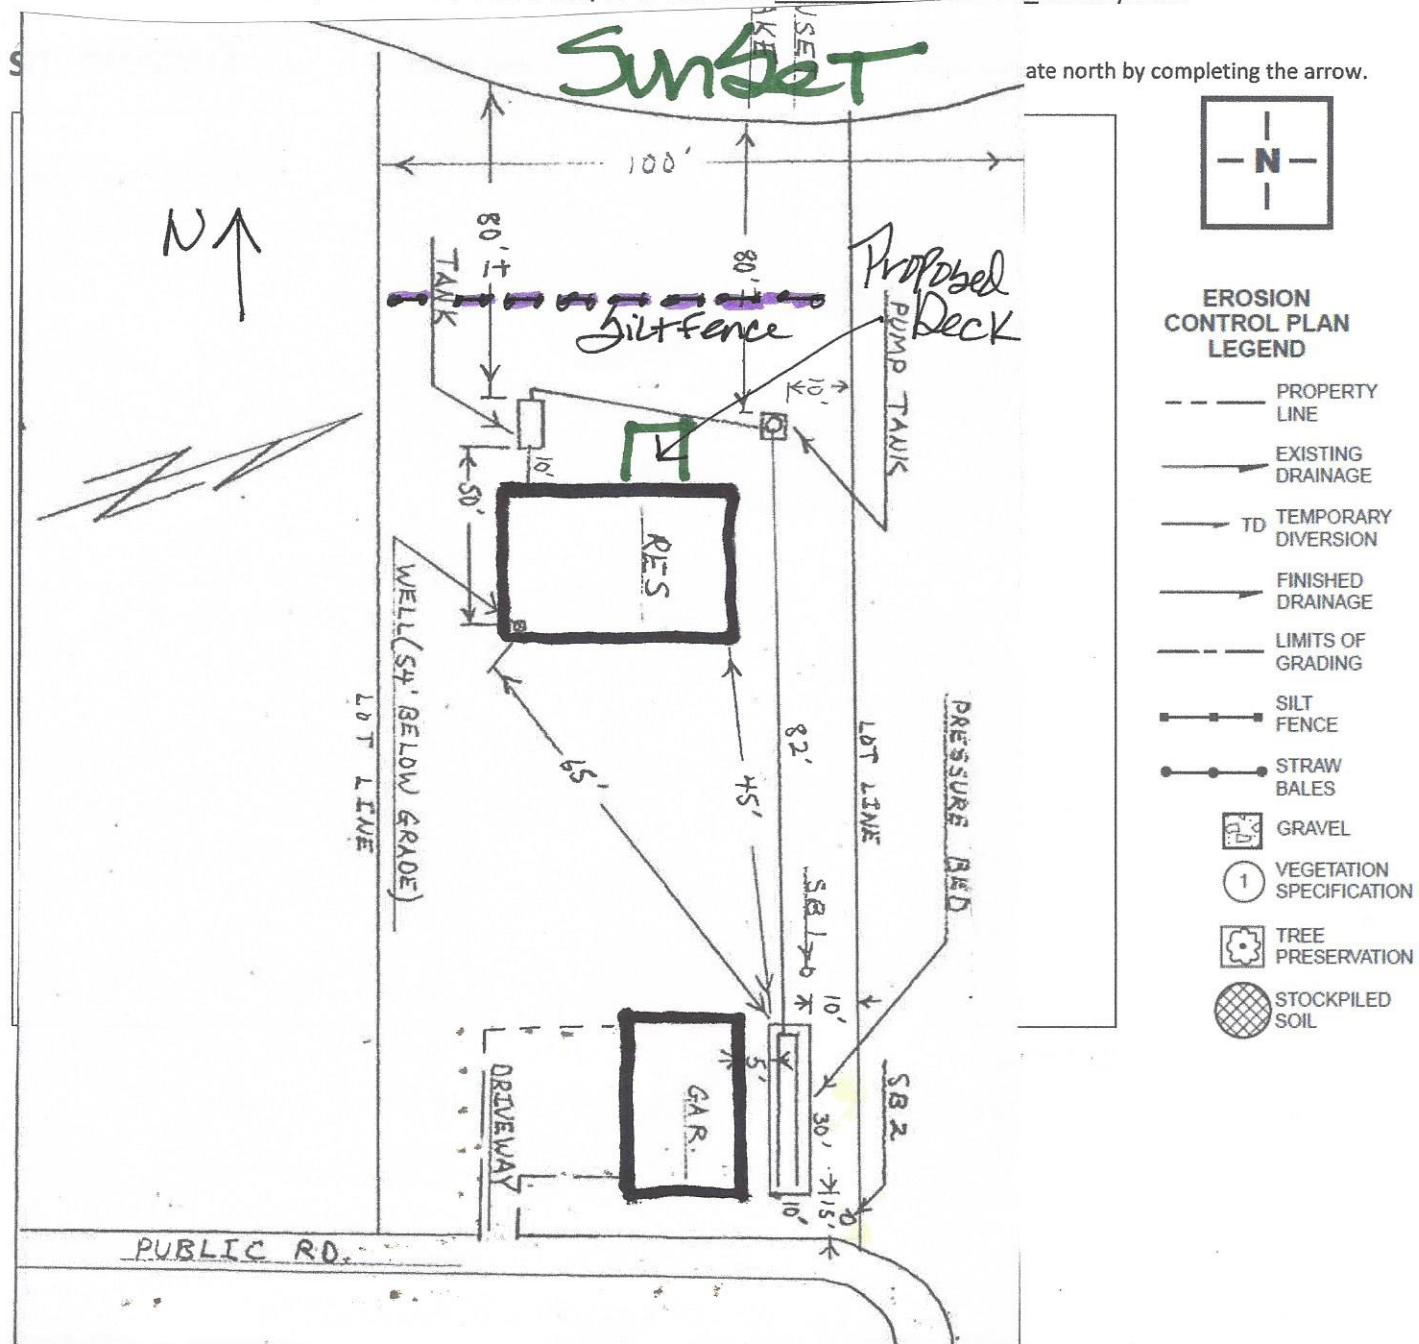 SunSet
USE
AKE
ate north by completing the arrow.
N
100'
N
80'±
TANK
80'
Proposed
Deck
Silt fence
PUMP TANK
10'
10'
50'
RES
WELL (54' BELOW GRADE)
LOT LINE
65'
45'
82'
LOT LINE
PRESSURE BED
SB 1
10'
5'
GAR.
30'
SB 2
10'
15'
DRIVEWAY
PUBLIC RD.
EROSION
CONTROL PLAN
LEGEND
PROPERTY
LINE
EXISTING
DRAINAGE
TD TEMPORARY
DIVERSION
FINISHED
DRAINAGE
LIMITS OF
GRADING
SILT
FENCE
STRAW
BALES
GRAVEL
1 VEGETATION
SPECIFICATION
TREE
PRESERVATION
STOCKPILED
SOIL